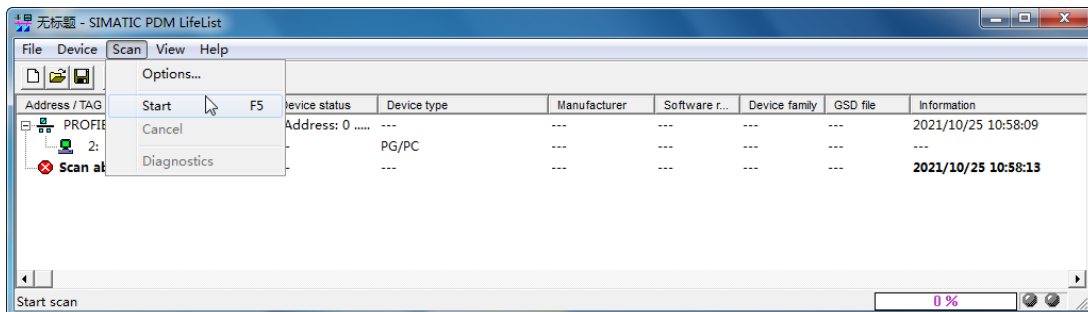 无标题 - SIMATIC PDM LifeList
File Device Scan View Help
Options...
Address / TAG Device status Device type Manufacturer Software r... Device family GSD file Information
Start F5
PROFIB Address: 0 ..... --- --- --- --- --- 2021/10/25 10:58:09
Cancel
2: PG/PC --- --- --- --- ---
Diagnostics
Scan ab --- --- --- --- --- 2021/10/25 10:58:13
Start scan 0 %